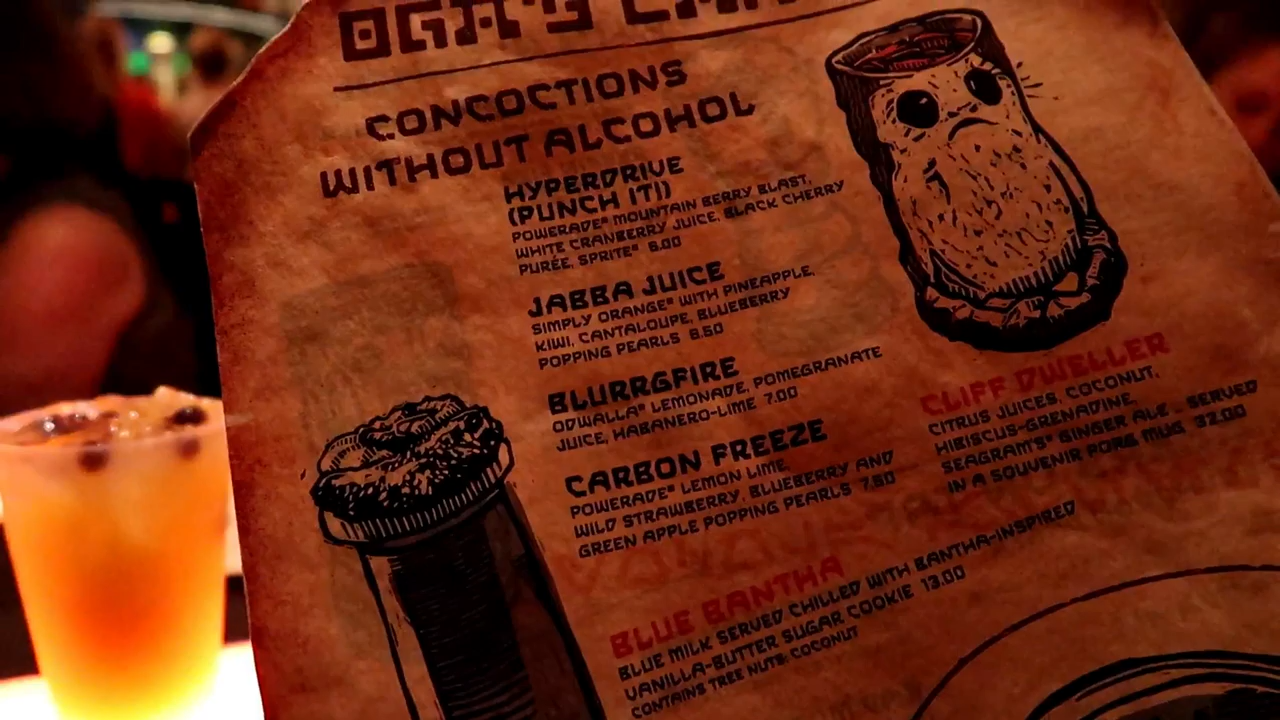 OGA'S
CONCOCTIONS
WITHOUT ALCOHOL
HYPERDRIVE
(PUNCH IT!)
POWERADE® MOUNTAIN BERRY BLAST,
WHITE CRANBERRY JUICE, BLACK CHERRY
PURÉE, SPRITE® 6.00
JABBA JUICE
SIMPLY ORANGE® WITH PINEAPPLE,
KIWI, CANTALOUPE, BLUEBERRY
POPPING PEARLS 8.50
BLURRGFIRE
ODWALLA® LEMONADE, POMEGRANATE
JUICE, HABANERO-LIME 7.00
CARBON FREEZE
POWERADE® LEMON LIME,
WILD STRAWBERRY, BLUEBERRY AND
GREEN APPLE POPPING PEARLS 7.50
BLUE BANTHA
BLUE MILK SERVED CHILLED WITH BANTHA-INSPIRED
VANILLA-BUTTER SUGAR COOKIE 13.00
CONTAINS TREE NUTS: COCONUT
CLIFF DWELLER
CITRUS JUICES, COCONUT,
HIBISCUS-GRENADINE,
SEAGRAM'S® GINGER ALE . SERVED
IN A SOUVENIR PORG MUG 32.00